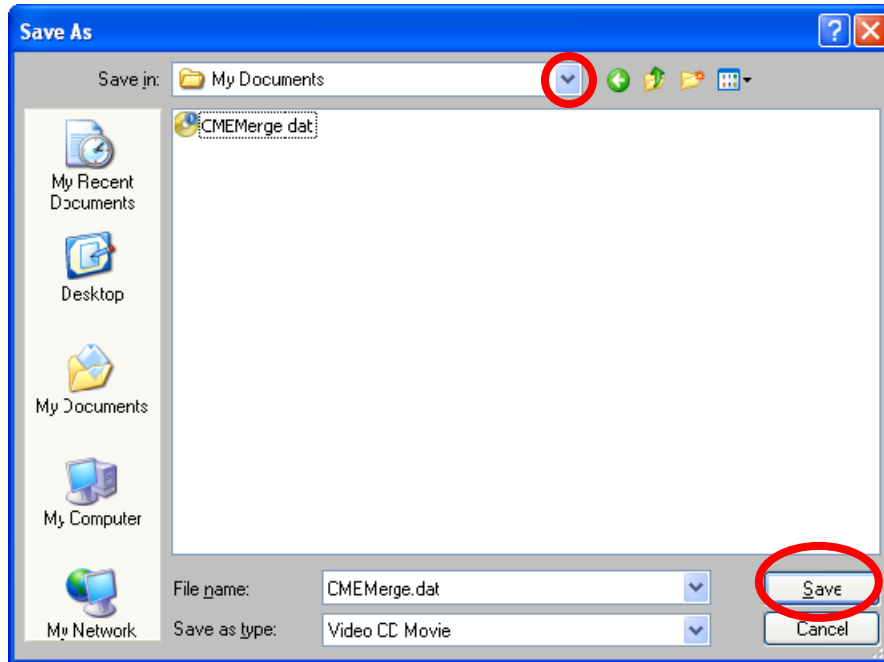 Save As
Save in: My Documents
CMEMerge.dat
My Recent
Documents
Desktop
My Documents
My Computer
My Network
File name: CMEMerge.dat
Save
Save as type: Video CD Movie
Cancel